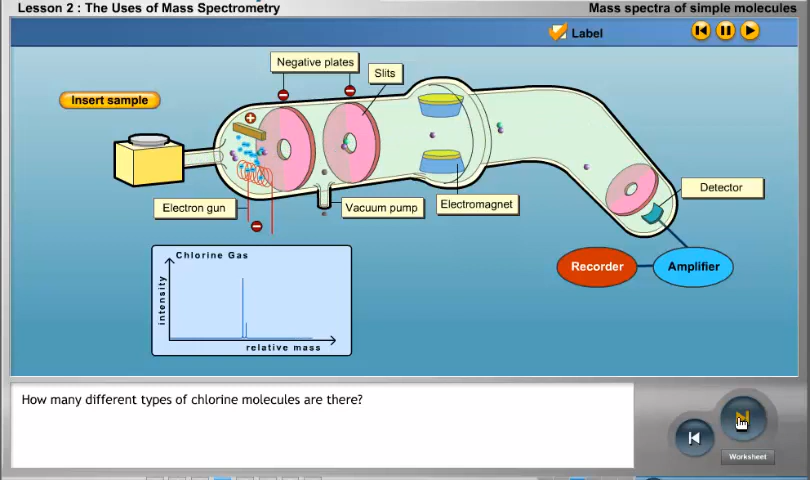 Lesson 2 : The Uses of Mass Spectrometry
Mass spectra of simple molecules
Label
Negative plates
Slits
Insert sample
Detector
Electron gun
Vacuum pump
Electromagnet
Recorder
Amplifier
Chlorine Gas
intensity
relative mass
How many different types of chlorine molecules are there?
Worksheet